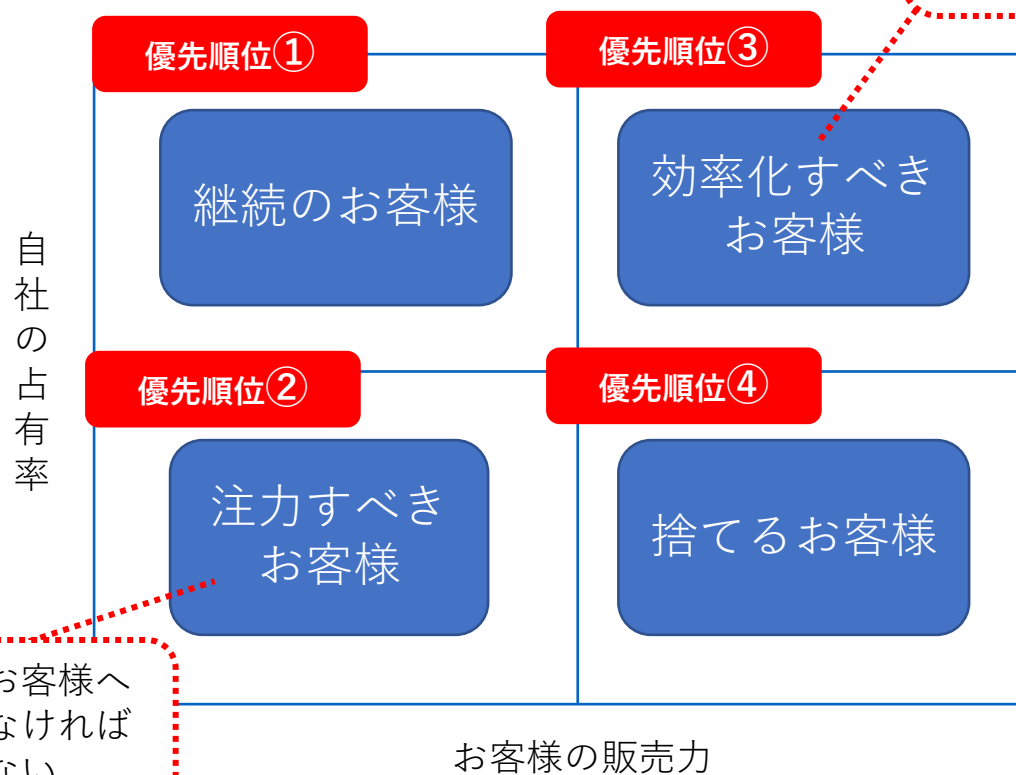 優先順位①
優先順位③
継続のお客様
効率化すべき
お客様
自社の占有率
優先順位②
優先順位④
注力すべき
お客様
捨てるお客様
お客様へ
なければ
ない
お客様の販売力